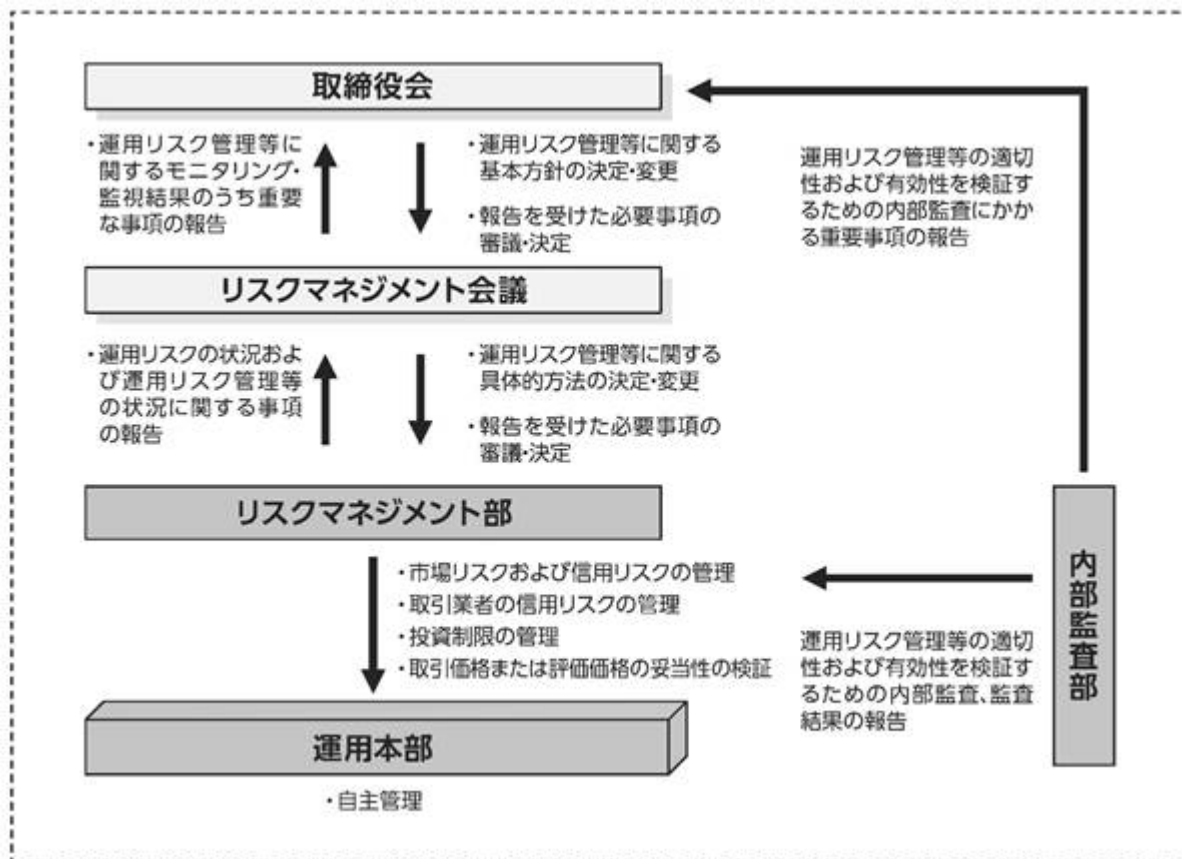 取締役会
・運用リスク管理等に
関するモニタリング・
監視結果のうち重要
な事項の報告
・運用リスク管理等に関する
基本方針の決定・変更
・報告を受けた必要事項の
審議・決定
運用リスク管理等の適切
性および有効性を検証す
るための内部監査にかか
る重要事項の報告
リスクマネジメント会議
・運用リスクの状況およ
び運用リスク管理等
の状況に関する事項
の報告
・運用リスク管理等に関する
具体的方法の決定・変更
・報告を受けた必要事項の
審議・決定
リスクマネジメント部
・市場リスクおよび信用リスクの管理
・取引業者の信用リスクの管理
・投資制限の管理
・取引価格または評価価格の妥当性の検証
内部監査部
運用リスク管理等の適切
性および有効性を検証す
るための内部監査、監査
結果の報告
運用本部
・自主管理